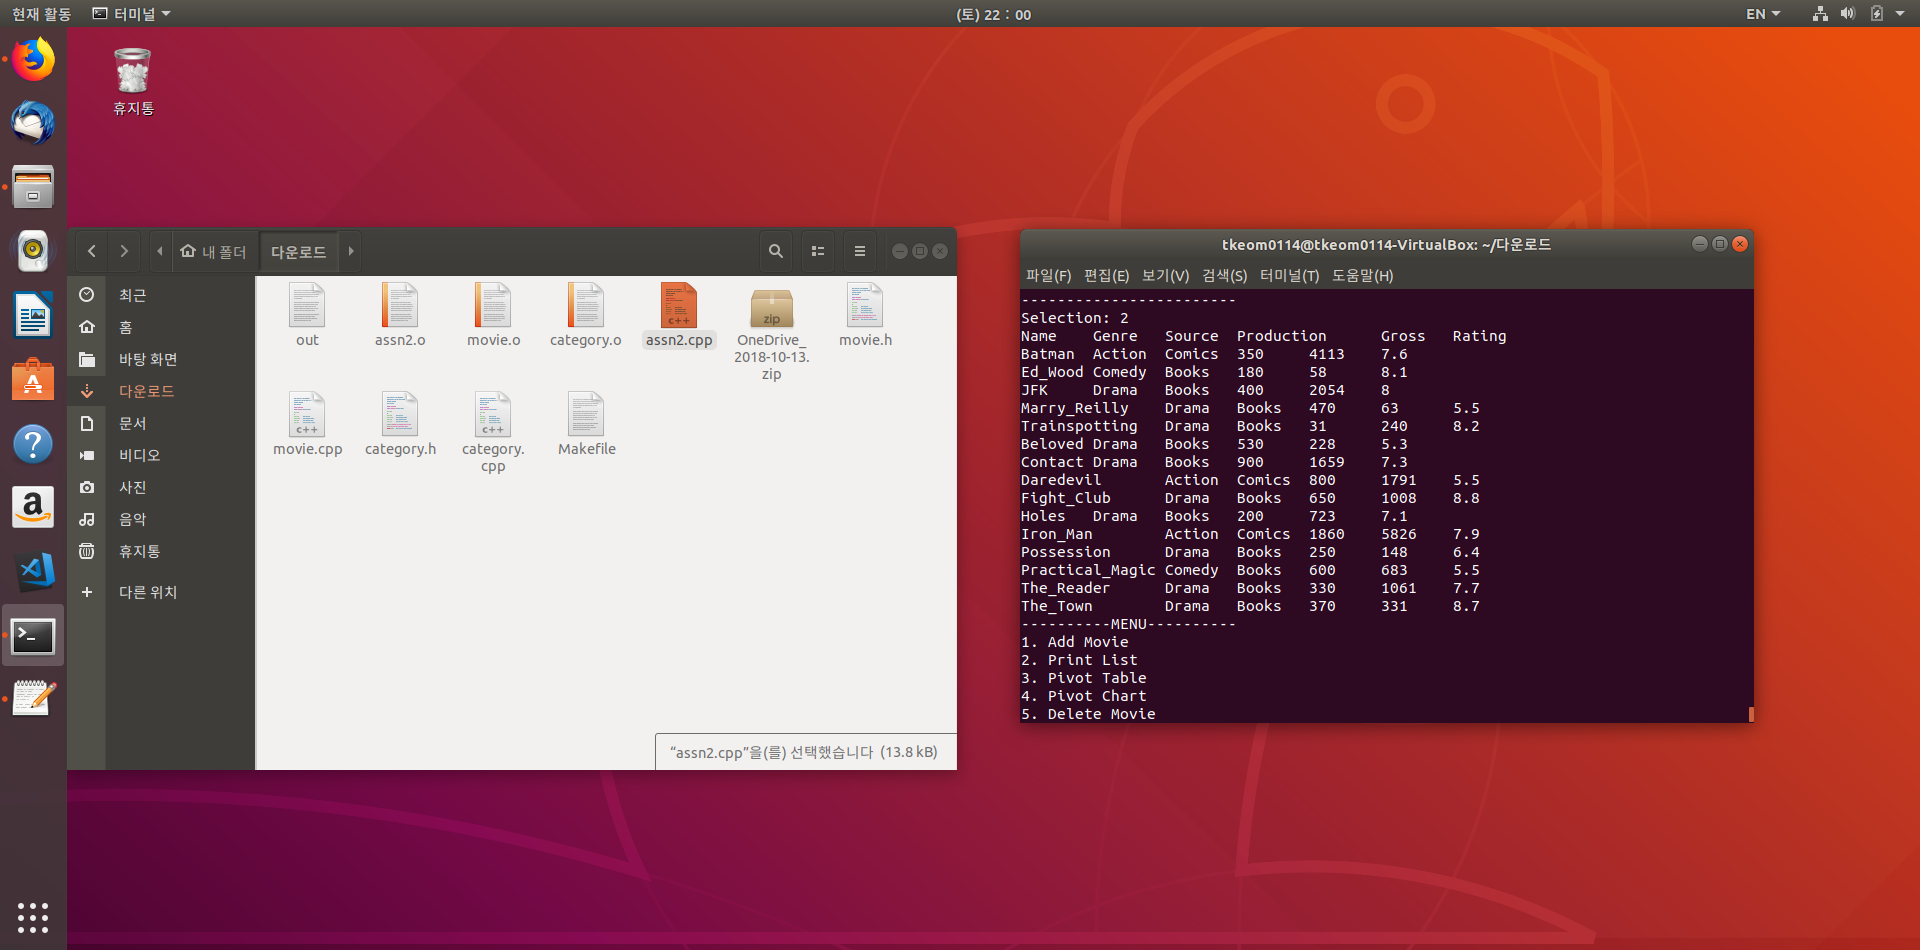 현재 활동 터미널 (토) 22 : 00 EN
휴지통
내 폴더 다운로드
최근
홈
바탕 화면
다운로드
문서
비디오
사진
음악
휴지통
다른 위치
out assn2.o movie.o category.o assn2.cpp OneDrive_2018-10-13.zip movie.h
movie.cpp category.h category.cpp Makefile
“assn2.cpp”을(를) 선택했습니다 (13.8 kB)
tkeom0114@tkeom0114-VirtualBox: ~/다운로드
파일(F) 편집(E) 보기(V) 검색(S) 터미널(T) 도움말(H)
------------------------
Selection: 2
Name Genre Source Production Gross Rating
Batman Action Comics 350 4113 7.6
Ed_Wood Comedy Books 180 58 8.1
JFK Drama Books 400 2054 8
Marry_Reilly Drama Books 470 63 5.5
Trainspotting Drama Books 31 240 8.2
Beloved Drama Books 530 228 5.3
Contact Drama Books 900 1659 7.3
Daredevil Action Comics 800 1791 5.5
Fight_Club Drama Books 650 1008 8.8
Holes Drama Books 200 723 7.1
Iron_Man Action Comics 1860 5826 7.9
Possession Drama Books 250 148 6.4
Practical_Magic Comedy Books 600 683 5.5
The_Reader Drama Books 330 1061 7.7
The_Town Drama Books 370 331 8.7
----------MENU----------
1. Add Movie
2. Print List
3. Pivot Table
4. Pivot Chart
5. Delete Movie